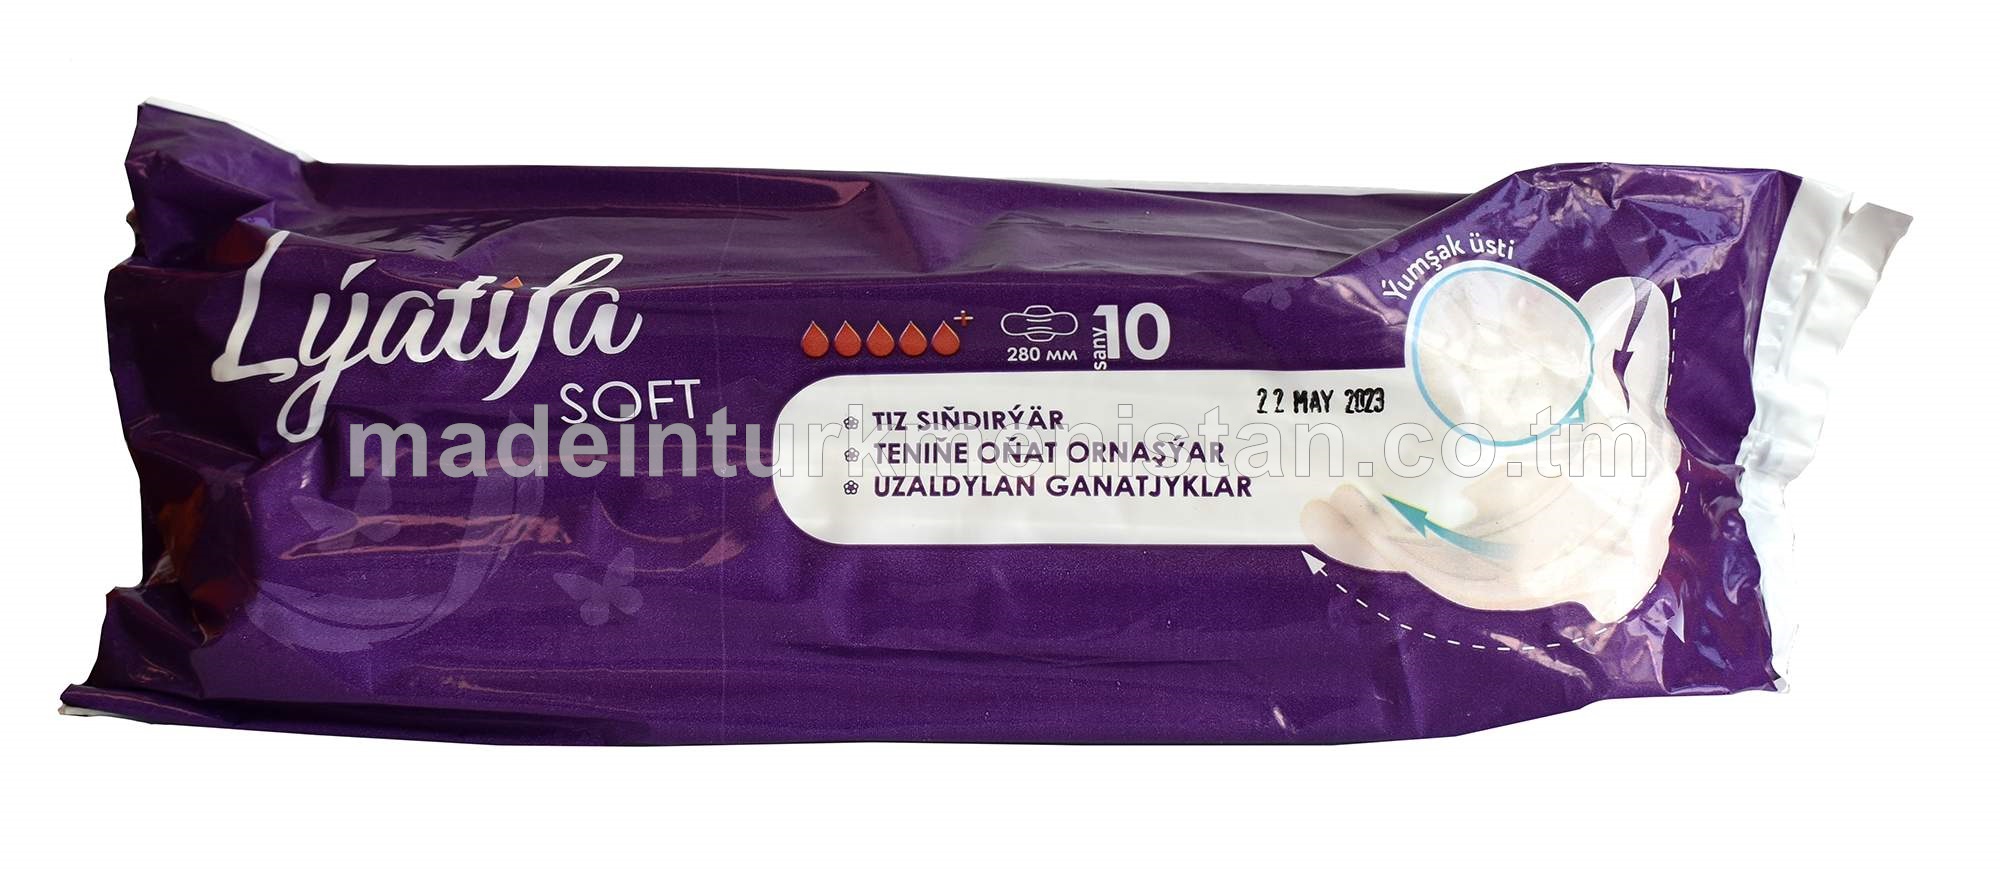 Ýumşak üsti
Lýatifa
SOFT
280 мм
sany 10
22 MAY 2023
TIZ SIŇDIRÝÄR
TENIŇE OŇAT ORNAŞÝAR
UZALDYLAN GANATJYKLAR
madeinturkmenistan.co.tm